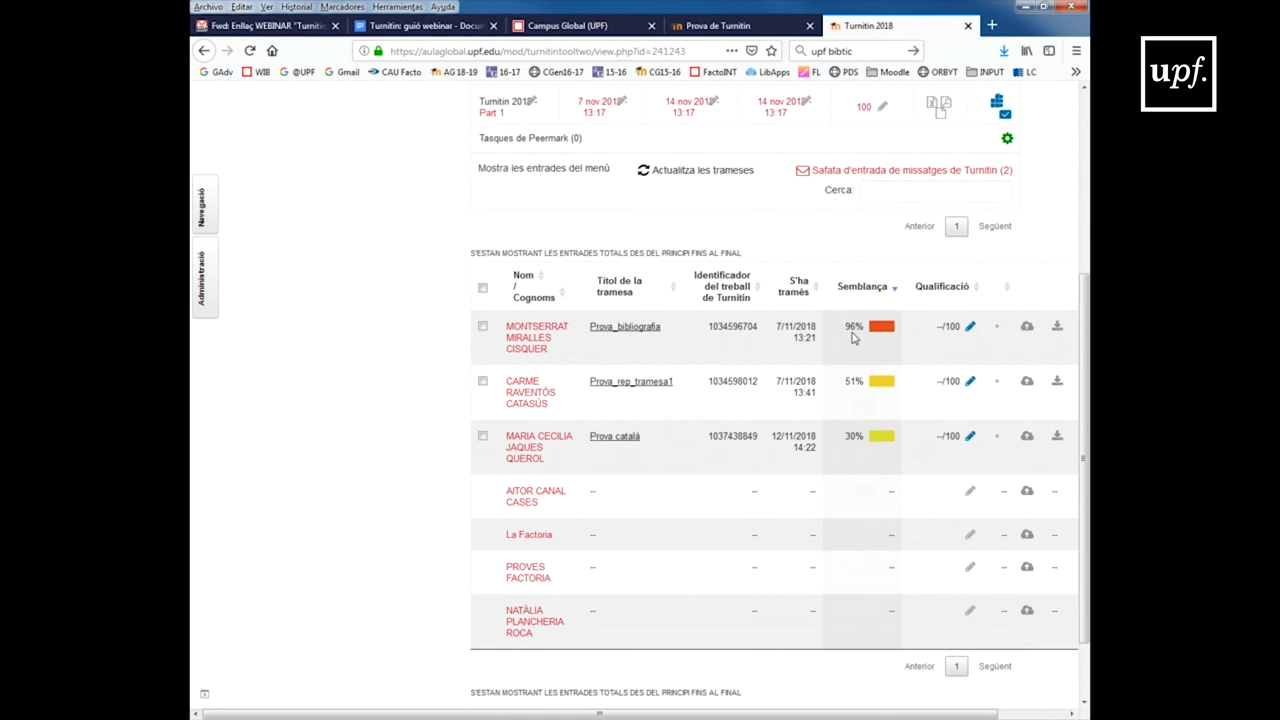 Archivo Editar Ver Historial Marcadores Herramientas Ayuda
Fwd: Enllaç WEBINAR "Turnitin Turnitin: guió webinar - Docum Campus Global (UPF) Prova de Turnitin Turnitin 2018
https://aulaglobal.upf.edu/mod/turnitintooltwo/view.php?id=241243 upf bibtic
GAdv WIB @UPF Gmail CAU Facto AG 18-19 16-17 CGen16-17 15-16 CG15-16 FactoINT LibApps FL PDS Moodle ORBYT INPUT LC
upf.
Turnitin 2018 7 nov 2018 14 nov 2018 14 nov 2018 100
Part 1 13:17 13:17 13:17
Tasques de Peermark (0)
Mostra les entrades del menú Actualitza les trameses Safata d'entrada de missatges de Turnitin (2)
Cerca:
Navegació
Administració
Anterior 1 Següent
S'ESTAN MOSTRANT LES ENTRADES TOTALS DES DEL PRINCIPI FINS AL FINAL
Nom / Cognoms Títol de la tramesa Identificador del treball de Turnitin S'ha tramès Semblança Qualificació
MONTSERRAT Prova_bibliografia 1034596704 7/11/2018 96% --/100
MIRALLES 13:21
CISQUER
CARME Prova_rep_tramesa1 1034598012 7/11/2018 51% --/100
RAVENTÓS 13:41
CATASÚS
MARIA CECILIA Prova català 1037438849 12/11/2018 30% --/100
JAQUES 14:22
QUEROL
AITOR CANAL -- -- -- -- -- --
CASES
La Factoria -- -- -- -- -- --
PROVES -- -- -- -- -- --
FACTORIA
NATÀLIA -- -- -- -- -- --
PLANCHERIA
ROCA
Anterior 1 Següent
S'ESTAN MOSTRANT LES ENTRADES TOTALS DES DEL PRINCIPI FINS AL FINAL